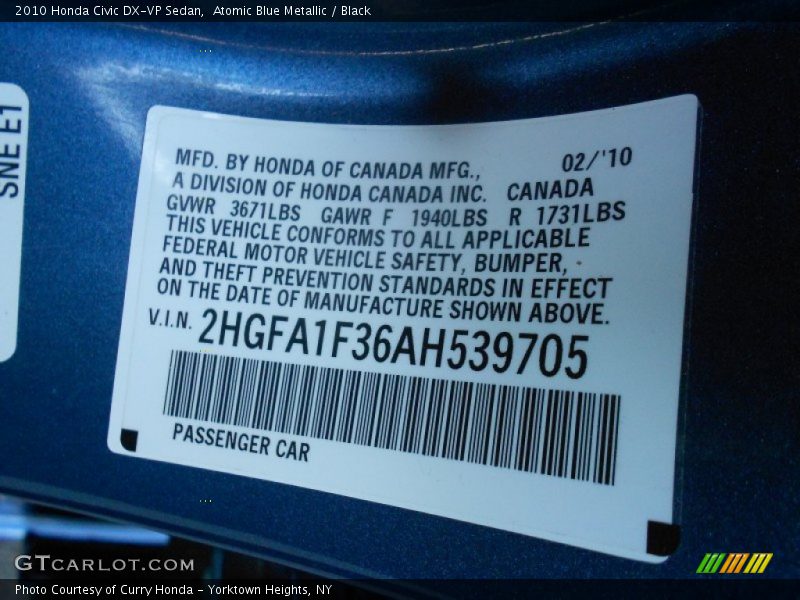 2010 Honda Civic DX-VP Sedan,  Atomic Blue Metallic / Black
SNE E1
MFD. BY HONDA OF CANADA MFG., 02/'10
A DIVISION OF HONDA CANADA INC. CANADA
GVWR 3671LBS GAWR F 1940LBS R 1731LBS
THIS VEHICLE CONFORMS TO ALL APPLICABLE
FEDERAL MOTOR VEHICLE SAFETY, BUMPER,
AND THEFT PREVENTION STANDARDS IN EFFECT
ON THE DATE OF MANUFACTURE SHOWN ABOVE.
V.I.N. 2HGFA1F36AH539705
PASSENGER CAR
GTCARLOT.COM
Photo Courtesy of Curry Honda - Yorktown Heights, NY